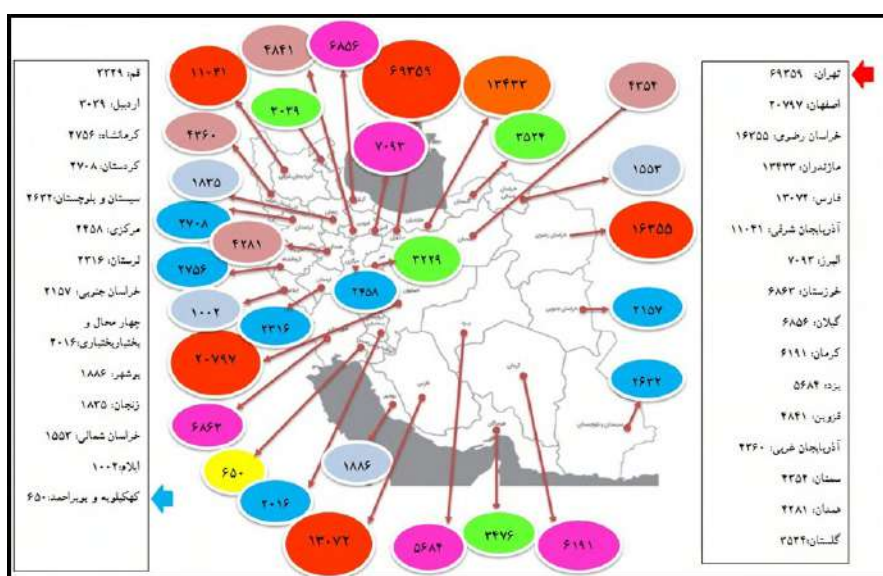 تهران: ۶۹۳۵۹
اصفهان: ۲۰۷۹۷
خراسان رضوی: ۱۶۳۵۵
مازندران: ۱۳۴۳۳
فارس: ۱۳۰۷۲
آذربایجان شرقی: ۱۱۰۴۱
البرز: ۷۰۹۳
خوزستان: ۶۸۶۳
گیلان: ۶۸۵۶
کرمان: ۶۱۹۱
یزد: ۵۶۸۴
قزوین: ۴۸۴۱
آذربایجان غربی: ۴۳۶۰
سمنان: ۴۳۵۴
همدان: ۴۲۸۱
گلستان: ۳۵۲۴
۴۸۴۱
۶۸۵۶
۶۹۳۵۹
۱۳۴۳۳
۴۳۵۴
۱۱۰۴۱
۳۰۳۹
۷۰۹۳
۳۵۲۴
۴۳۶۰
۱۵۵۳
۱۸۳۵
۲۷۰۸
۱۶۳۵۵
۴۲۸۱
۳۲۲۹
۲۷۵۶
۲۴۵۸
۱۰۰۲
۲۳۱۶
۲۱۵۷
۲۰۷۹۷
۲۶۳۲
۶۸۶۳
۶۵۰
۱۸۸۶
۲۰۱۶
۱۳۰۷۲
۵۶۸۴
۳۴۷۶
۶۱۹۱
قم: ۳۲۲۹
اردبیل: ۳۰۳۹
کرمانشاه: ۲۷۵۶
کردستان: ۲۷۰۸
سیستان و بلوچستان: ۲۶۳۲
مرکزی: ۲۴۵۸
لرستان: ۲۳۱۶
خراسان جنوبی: ۲۱۵۷
چهار محال و
بختیاربختیاری: ۲۰۱۶
بوشهر: ۱۸۸۶
زنجان: ۱۸۳۵
خراسان شمالی: ۱۵۵۳
ایلام: ۱۰۰۲
کهکیلویه و بویراحمد: ۶۵۰